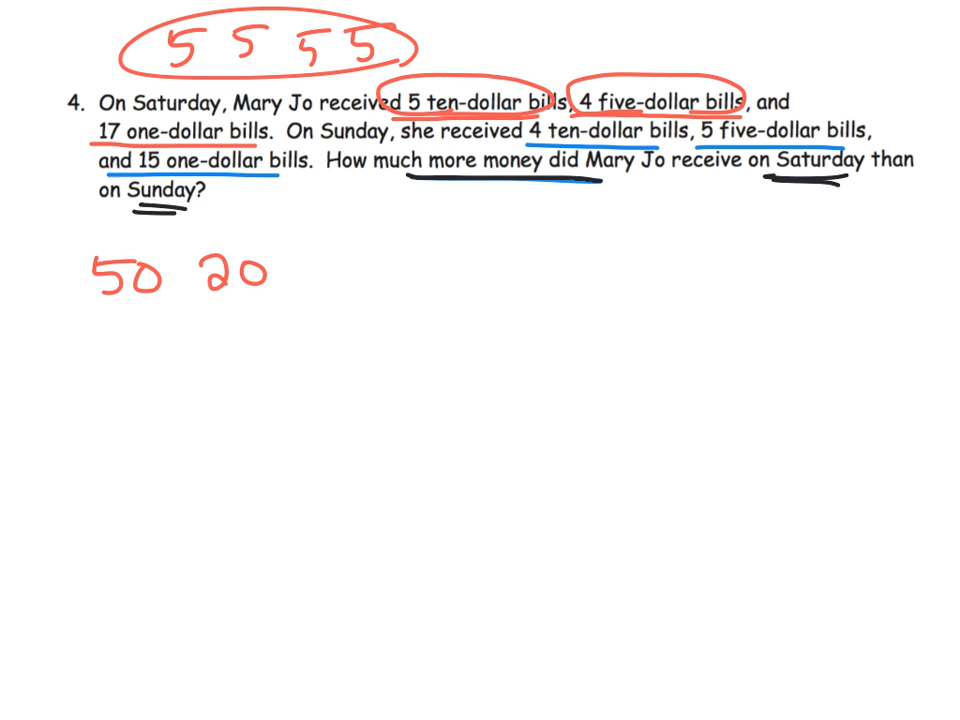 5 5 5 5
4. On Saturday, Mary Jo received 5 ten-dollar bills, 4 five-dollar bills, and
17 one-dollar bills. On Sunday, she received 4 ten-dollar bills, 5 five-dollar bills,
and 15 one-dollar bills. How much more money did Mary Jo receive on Saturday than
on Sunday?
50 20